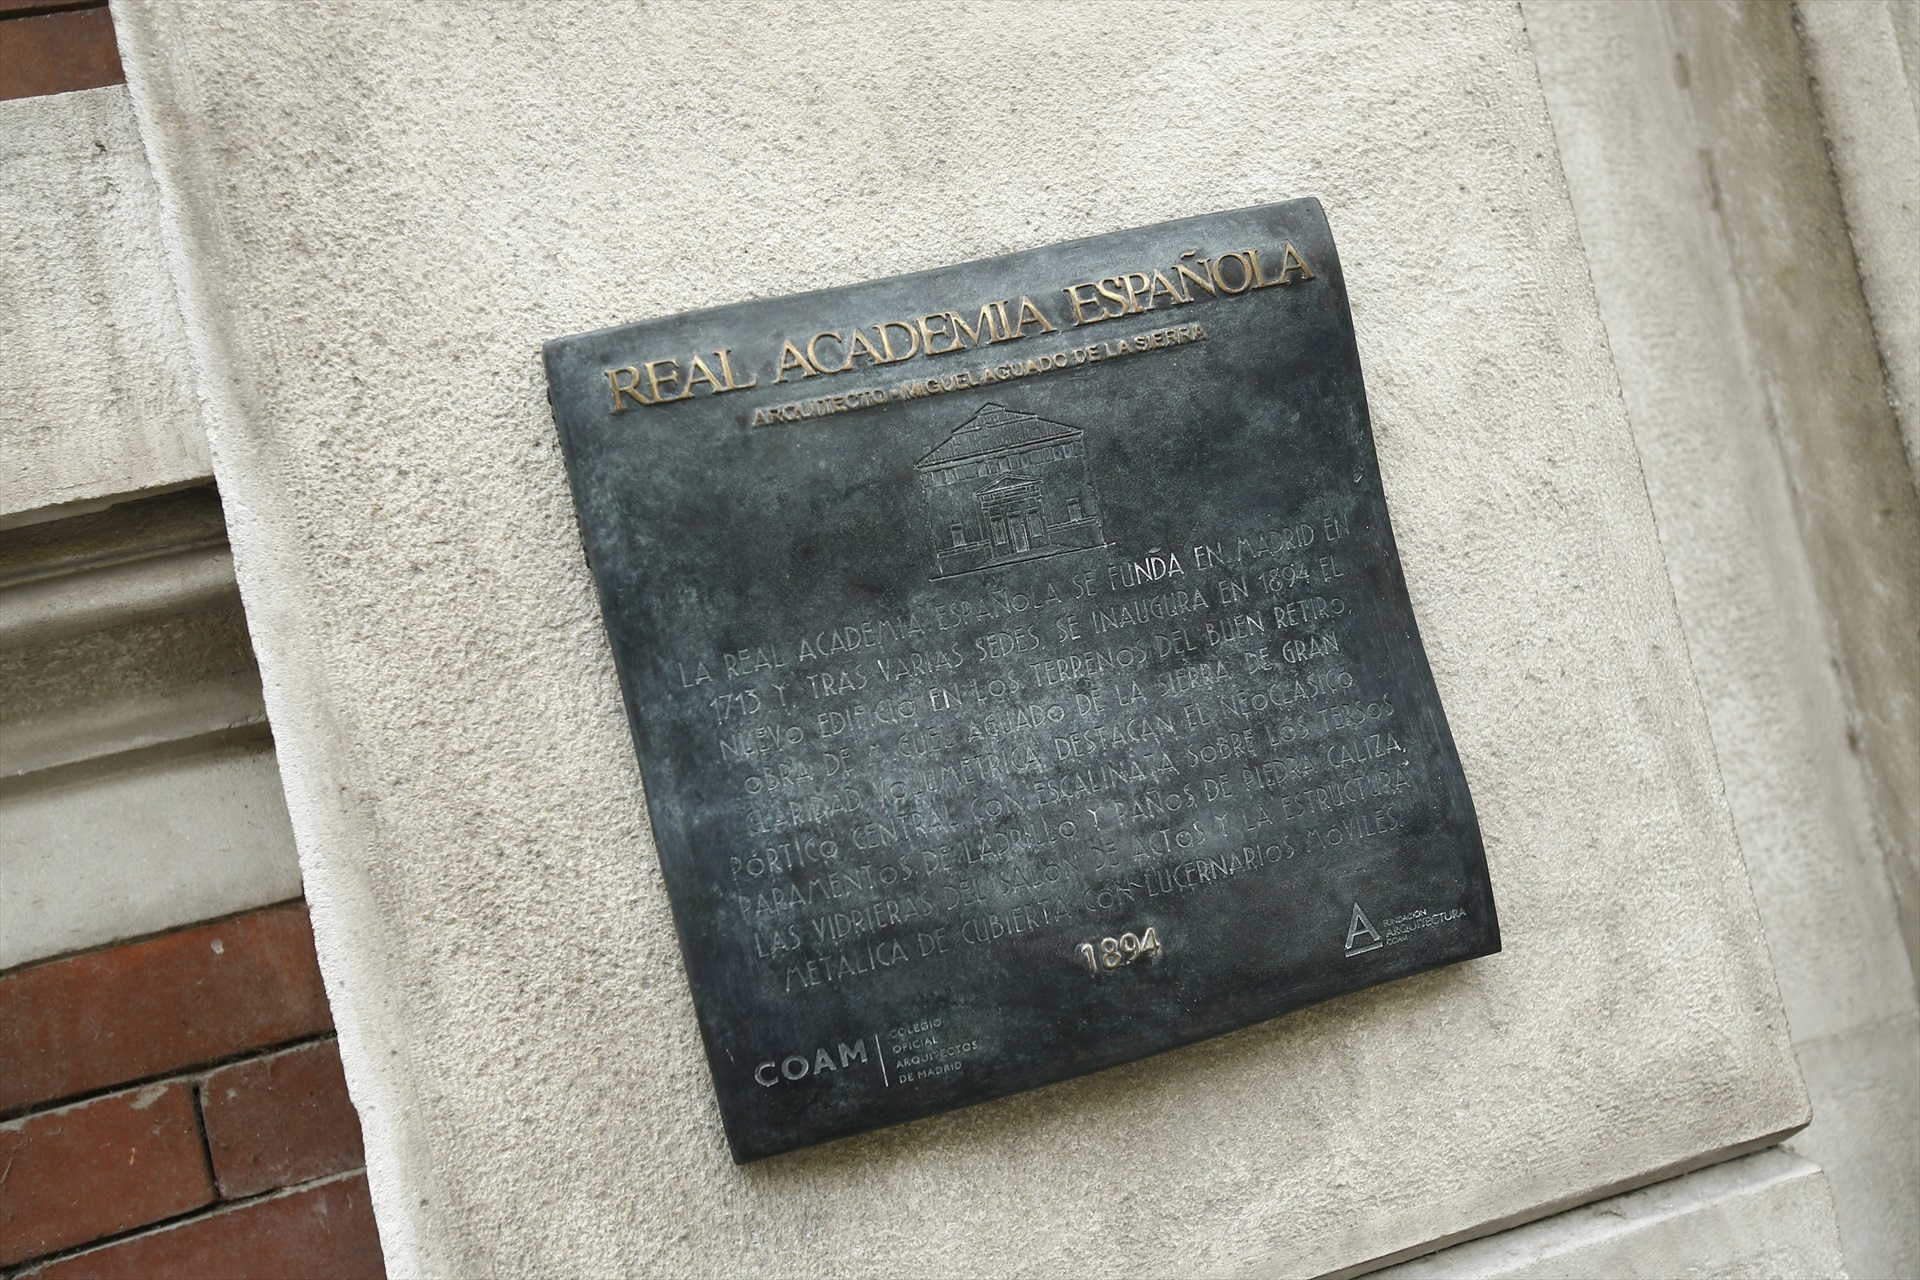 REAL ACADEMIA ESPAÑOLA
ARQUITECTO · MIGUEL AGUADO DE LA SIERRA
LA REAL ACADEMIA ESPAÑOLA SE FUNDA EN MADRID EN
1713 Y, TRAS VARIAS SEDES, SE INAUGURA EN 1894 EL
NUEVO EDIFICIO EN LOS TERRENOS DEL BUEN RETIRO,
OBRA DE MIGUEL AGUADO DE LA SIERRA. DE GRAN
CLARIDAD VOLUMÉTRICA, DESTACAN EL NEOCLÁSICO
PÓRTICO CENTRAL CON ESCALINATA SOBRE LOS TERSOS
PARAMENTOS DE LADRILLO Y PAÑOS DE PIEDRA CALIZA,
LAS VIDRIERAS DEL SALÓN DE ACTOS Y LA ESTRUCTURA
METÁLICA DE CUBIERTA CON LUCERNARIOS MÓVILES.
1894
COAM
COLEGIO
OFICIAL
ARQUITECTOS
DE MADRID
FUNDACIÓN
ARQUITECTURA
COAM